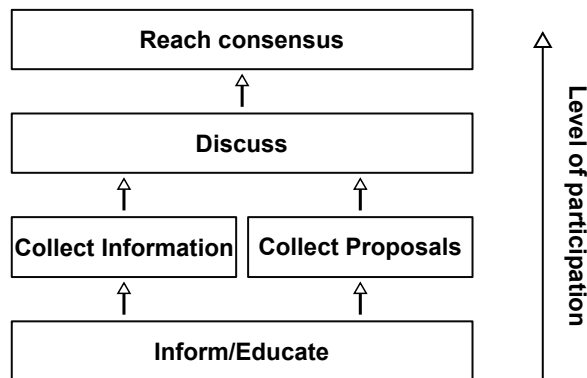 Reach consensus
Discuss
Collect Information
Collect Proposals
Inform/Educate
Level of participation